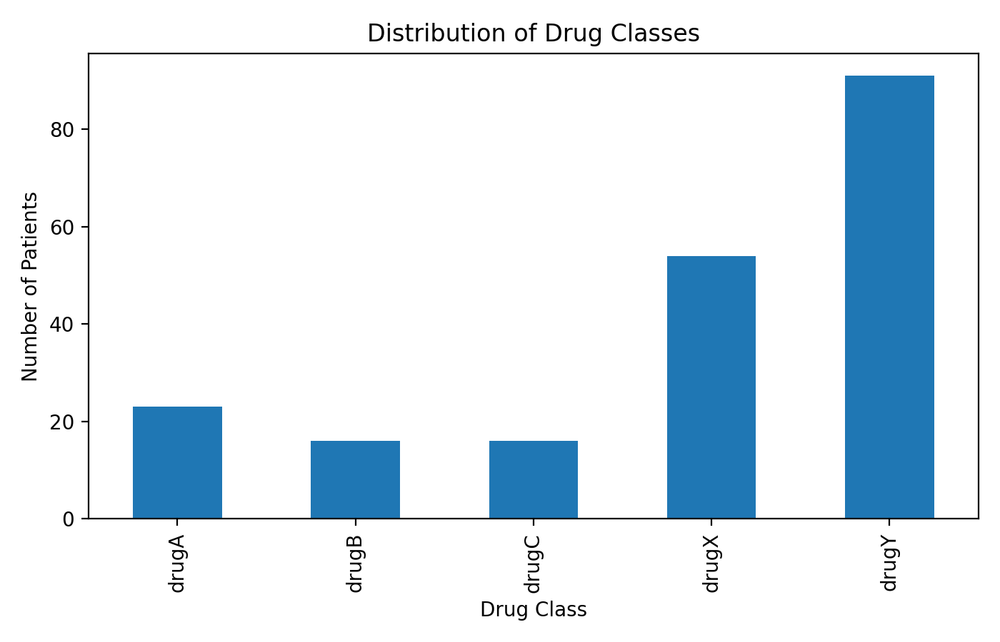 Distribution of Drug Classes
Number of Patients
80
60
40
20
0
drugA
drugB
drugC
drugX
drugY
Drug Class